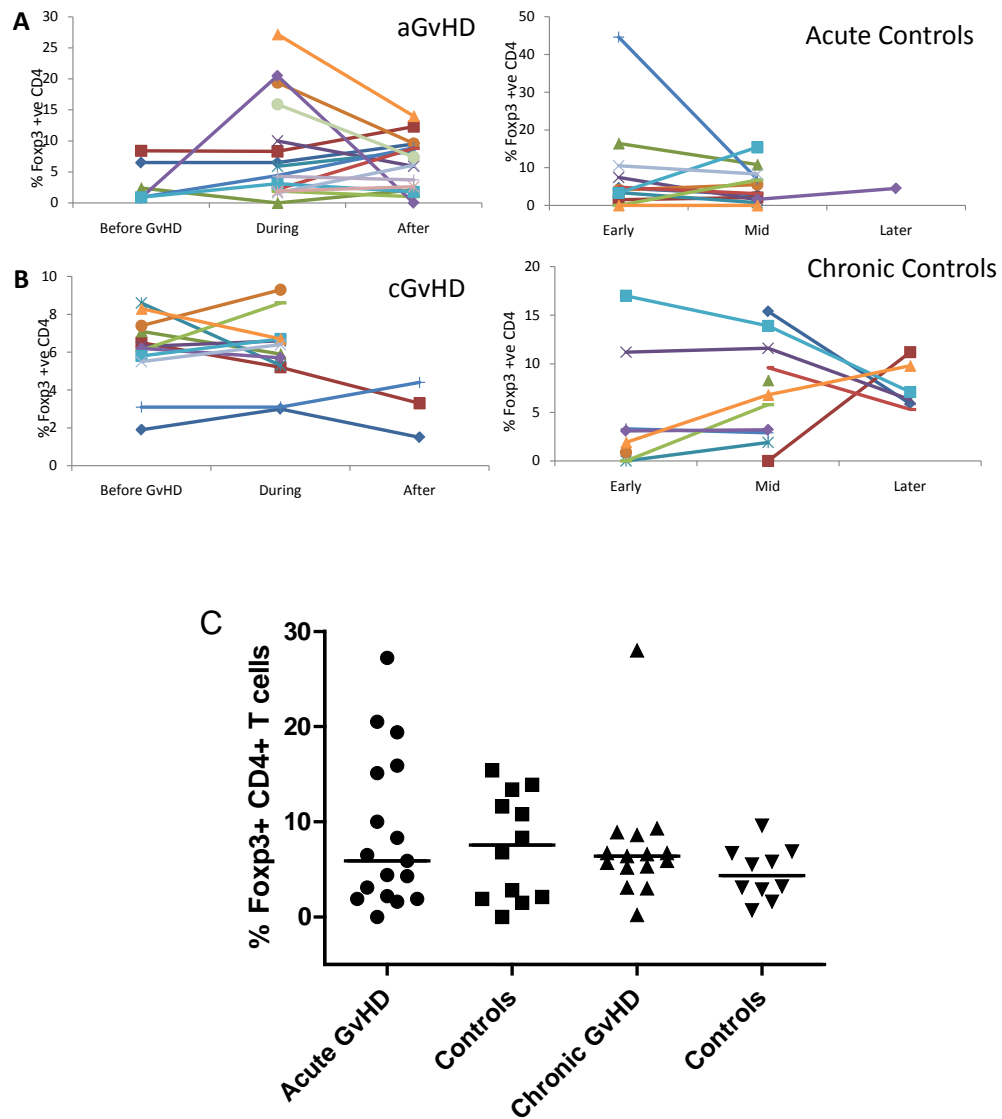 A
aGvHD
% Foxp3 +ve CD4
30
25
20
15
10
5
0
Before GvHD During After
Acute Controls
% Foxp3 +ve CD4
50
40
30
20
10
0
Early Mid Later
B
cGvHD
% Foxp3 +ve CD4
10
8
6
4
2
0
Before GvHD During After
Chronic Controls
% Foxp3 +ve CD4
20
15
10
5
0
Early Mid Later
C
% Foxp3+ CD4+ T cells
30
20
10
0
Acute GvHD
Controls
Chronic GvHD
Controls